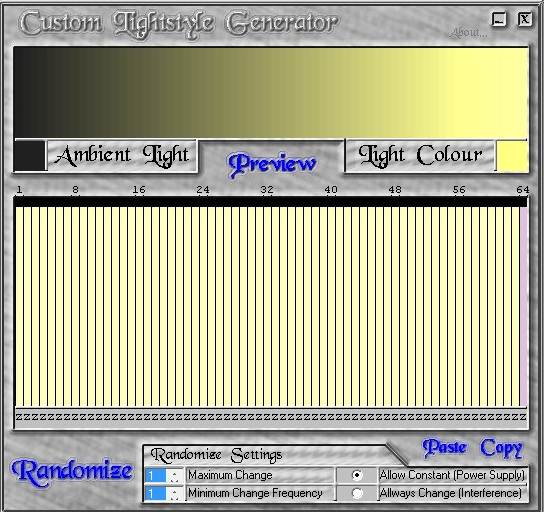 Custom Lightstyle Generator
About...
Ambient Light
Preview
Light Colour
1 8 16 24 32 40 48 56 64
zzzzzzzzzzzzzzzzzzzzzzzzzzzzzzzzzzzzzzzzzzzzzzzzzzzzzzzzzzzzzzzz
Randomize Settings
Paste Copy
Randomize
1 Maximum Change
Allow Constant (Power Supply)
1 Minimum Change Frequency
Allways Change (Interference)